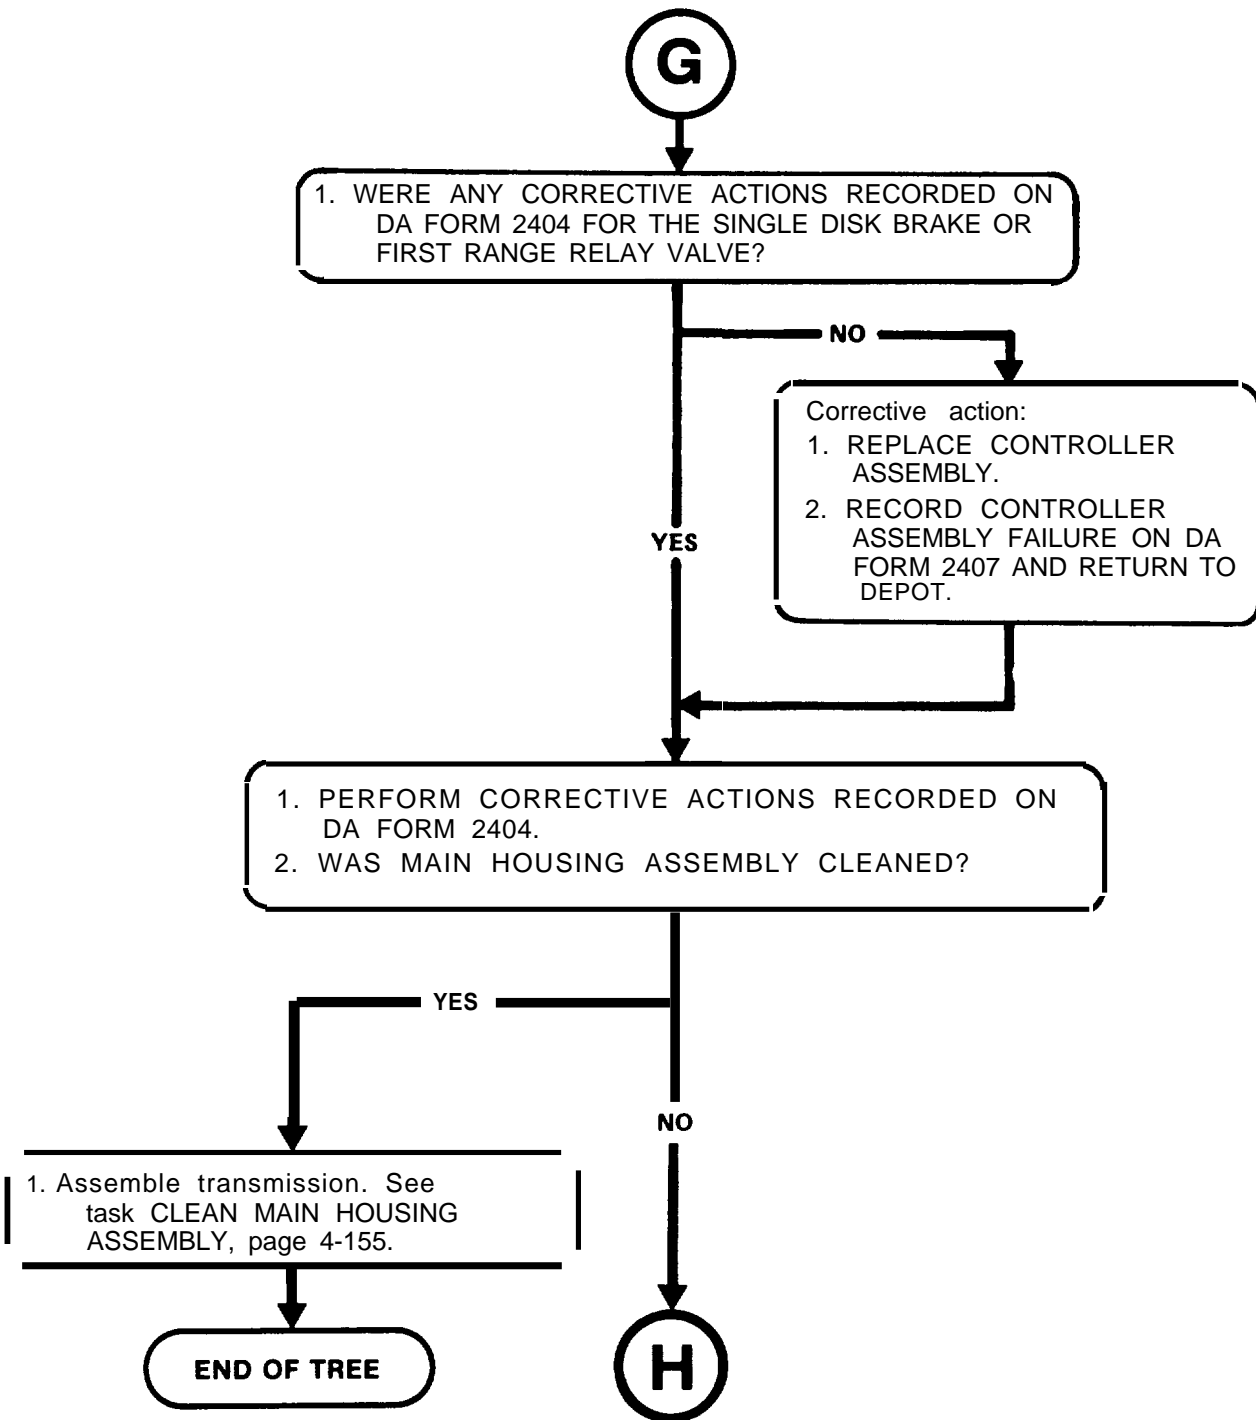 G
1. WERE ANY CORRECTIVE ACTIONS RECORDED ON
DA FORM 2404 FOR THE SINGLE DISK BRAKE OR
FIRST RANGE RELAY VALVE?
NO
Corrective action:
1. REPLACE CONTROLLER
ASSEMBLY.
2. RECORD CONTROLLER
ASSEMBLY FAILURE ON DA
FORM 2407 AND RETURN TO
DEPOT.
YES
1. PERFORM CORRECTIVE ACTIONS RECORDED ON
DA FORM 2404.
2. WAS MAIN HOUSING ASSEMBLY CLEANED?
YES
NO
1. Assemble transmission. See
task CLEAN MAIN HOUSING
ASSEMBLY, page 4-155.
END OF TREE
H